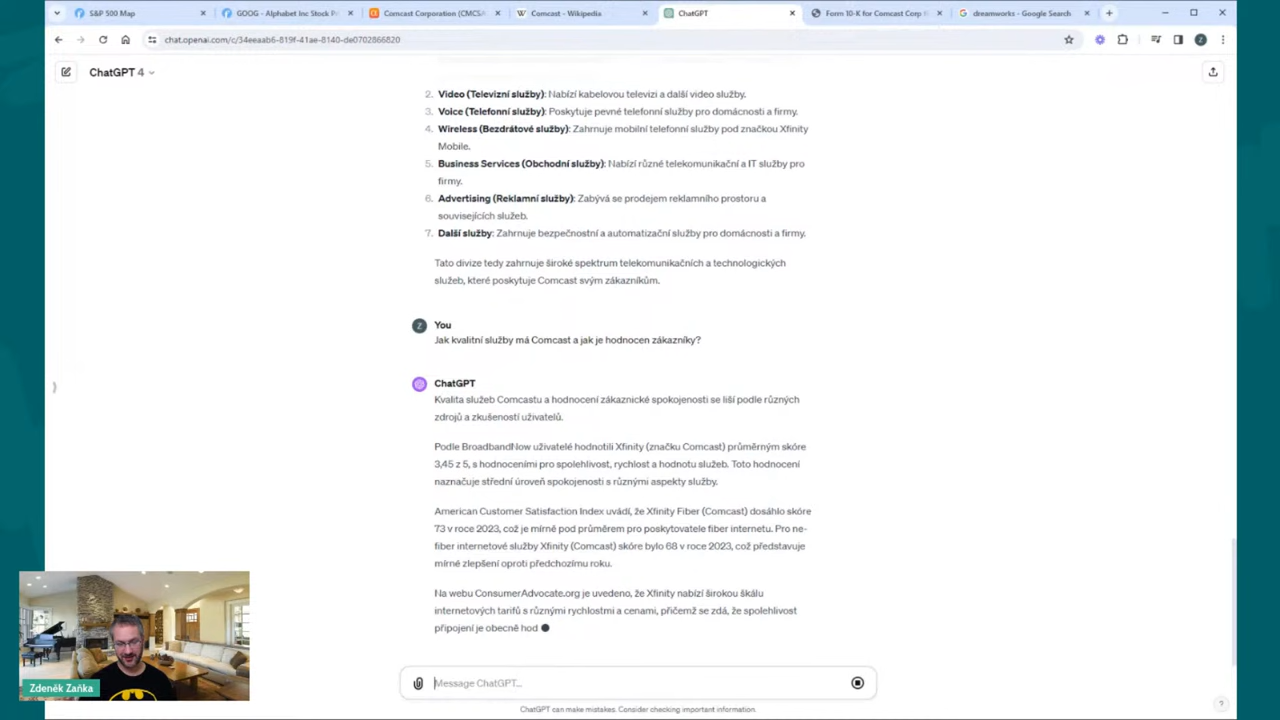 S&P 500 Map
GOOG - Alphabet Inc Stock P
Comcast Corporation (CMCS
Comcast - Wikipedia
ChatGPT
Form 10-K for Comcast Corp
dreamworks - Google Search
chat.openai.com/c/34eeaab6-819f-41ae-8140-de0702866820
ChatGPT 4
2. Video (Televizní služby): Nabízí kabelovou televizi a další video služby.
3. Voice (Telefonní služby): Poskytuje pevné telefonní služby pro domácnosti a firmy.
4. Wireless (Bezdrátové služby): Zahrnuje mobilní telefonní služby pod značkou Xfinity
Mobile.
5. Business Services (Obchodní služby): Nabízí různé telekomunikační a IT služby pro
firmy.
6. Advertising (Reklamní služby): Zabývá se prodejem reklamního prostoru a
souvisejících služeb.
7. Další služby: Zahrnuje bezpečnostní a automatizační služby pro domácnosti a firmy.
Tato divize tedy zahrnuje široké spektrum telekomunikačních a technologických
služeb, které poskytuje Comcast svým zákazníkům.
Z You
Jak kvalitní služby má Comcast a jak je hodnocen zákazníky?
ChatGPT
Kvalita služeb Comcastu a hodnocení zákaznické spokojenosti se liší podle různých
zdrojů a zkušeností uživatelů.
Podle BroadbandNow uživatelé hodnotili Xfinity (značku Comcast) průměrným skóre
3,45 z 5, s hodnoceními pro spolehlivost, rychlost a hodnotu služeb. Toto hodnocení
naznačuje střední úroveň spokojenosti s různými aspekty služby.
American Customer Satisfaction Index uvádí, že Xfinity Fiber (Comcast) dosáhlo skóre
73 v roce 2023, což je mírně pod průměrem pro poskytovatele fiber internetu. Pro ne-
fiber internetové služby Xfinity (Comcast) skóre bylo 68 v roce 2023, což představuje
mírné zlepšení oproti předchozímu roku.
Na webu ConsumerAdvocate.org je uvedeno, že Xfinity nabízí širokou škálu
internetových tarifů s různými rychlostmi a cenami, přičemž se zdá, že spolehlivost
připojení je obecně hod
Message ChatGPT...
ChatGPT can make mistakes. Consider checking important information.
Zdeněk Zaňka